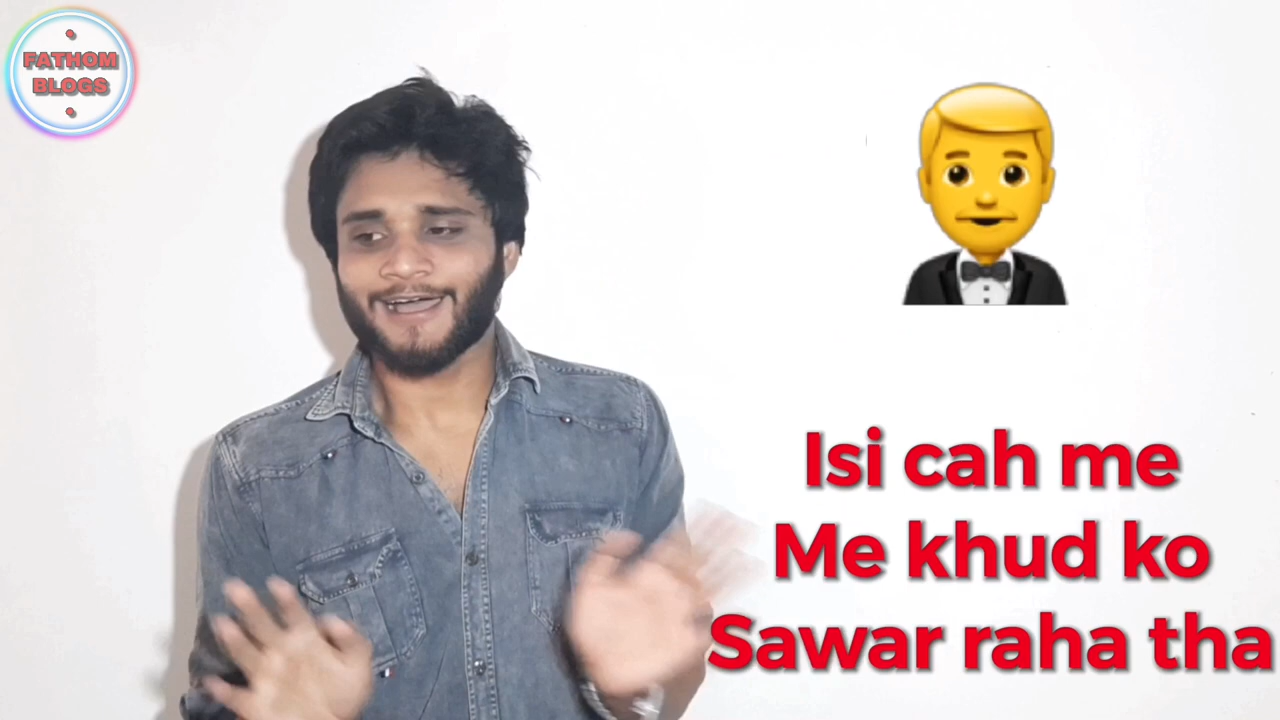 FATHOM
BLOGS
Isi cah me
Me khud ko
Sawar raha tha